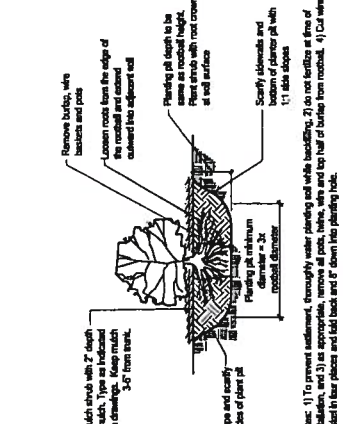 Remove burlap, wire
baskets and pots
Loosen roots from the edge of
the rootball and extend
outward into adjacent soil
Planting pit depth to be
same as rootball height.
Plant shrub with root crown
at soil surface
Scarify sidewalls and
bottom of planter pit with
1:1 side slopes
Planting pit minimum
diameter = 3x
rootball diameter
ulch shrub with 2" depth
ulch. Type as indicated
drawings. Keep mulch
3-6" from trunk.
pe and scarify
des of plant pit
es: 1) To prevent settlement, thoroughly water planting soil while backfilling, 2) do not fertilize at time of
tallation, and 3) as appropriate, remove all pots, twine, wire and top half of burlap from rootball. 4) Cut wire
sket in four places and fold back and 8" down into planting hole.